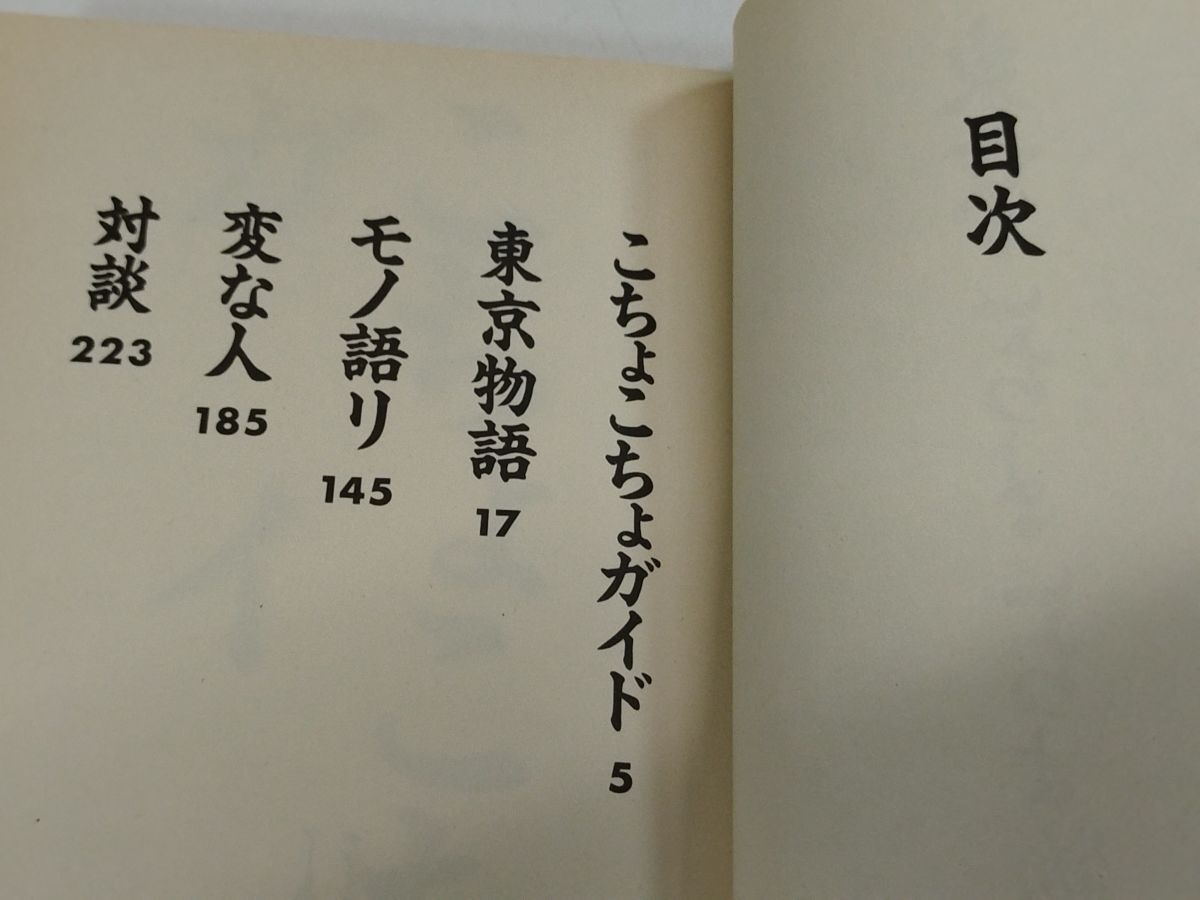 目次
こちょこちょガイド 5
東京物語 17
モノ語り 145
変な人 185
対談 223